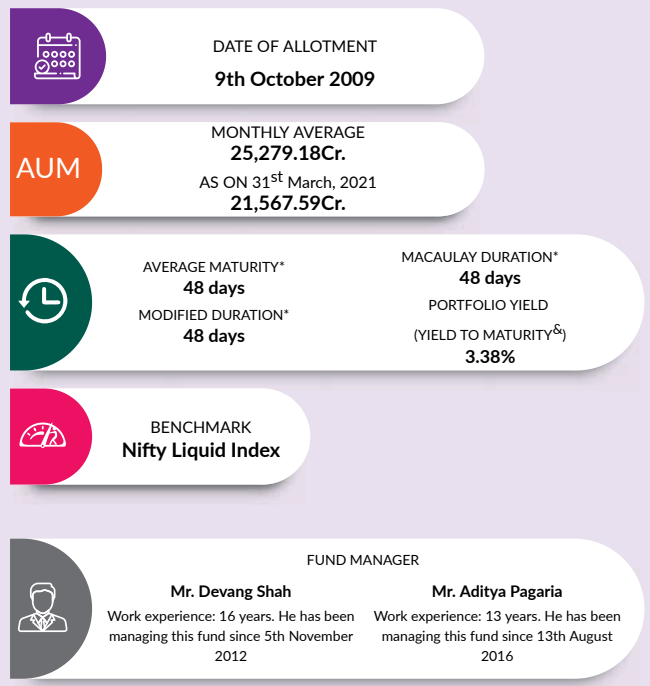 DATE OF ALLOTMENT
9th October 2009
AUM
MONTHLY AVERAGE
25,279.18Cr.
AS ON 31st March, 2021
21,567.59Cr.
AVERAGE MATURITY*
48 days
MODIFIED DURATION*
48 days
MACAULAY DURATION*
48 days
PORTFOLIO YIELD
(YIELD TO MATURITY&)
3.38%
BENCHMARK
Nifty Liquid Index
FUND MANAGER
Mr. Devang Shah
Work experience: 16 years. He has been
managing this fund since 5th November
2012
Mr. Aditya Pagaria
Work experience: 13 years. He has been
managing this fund since 13th August
2016